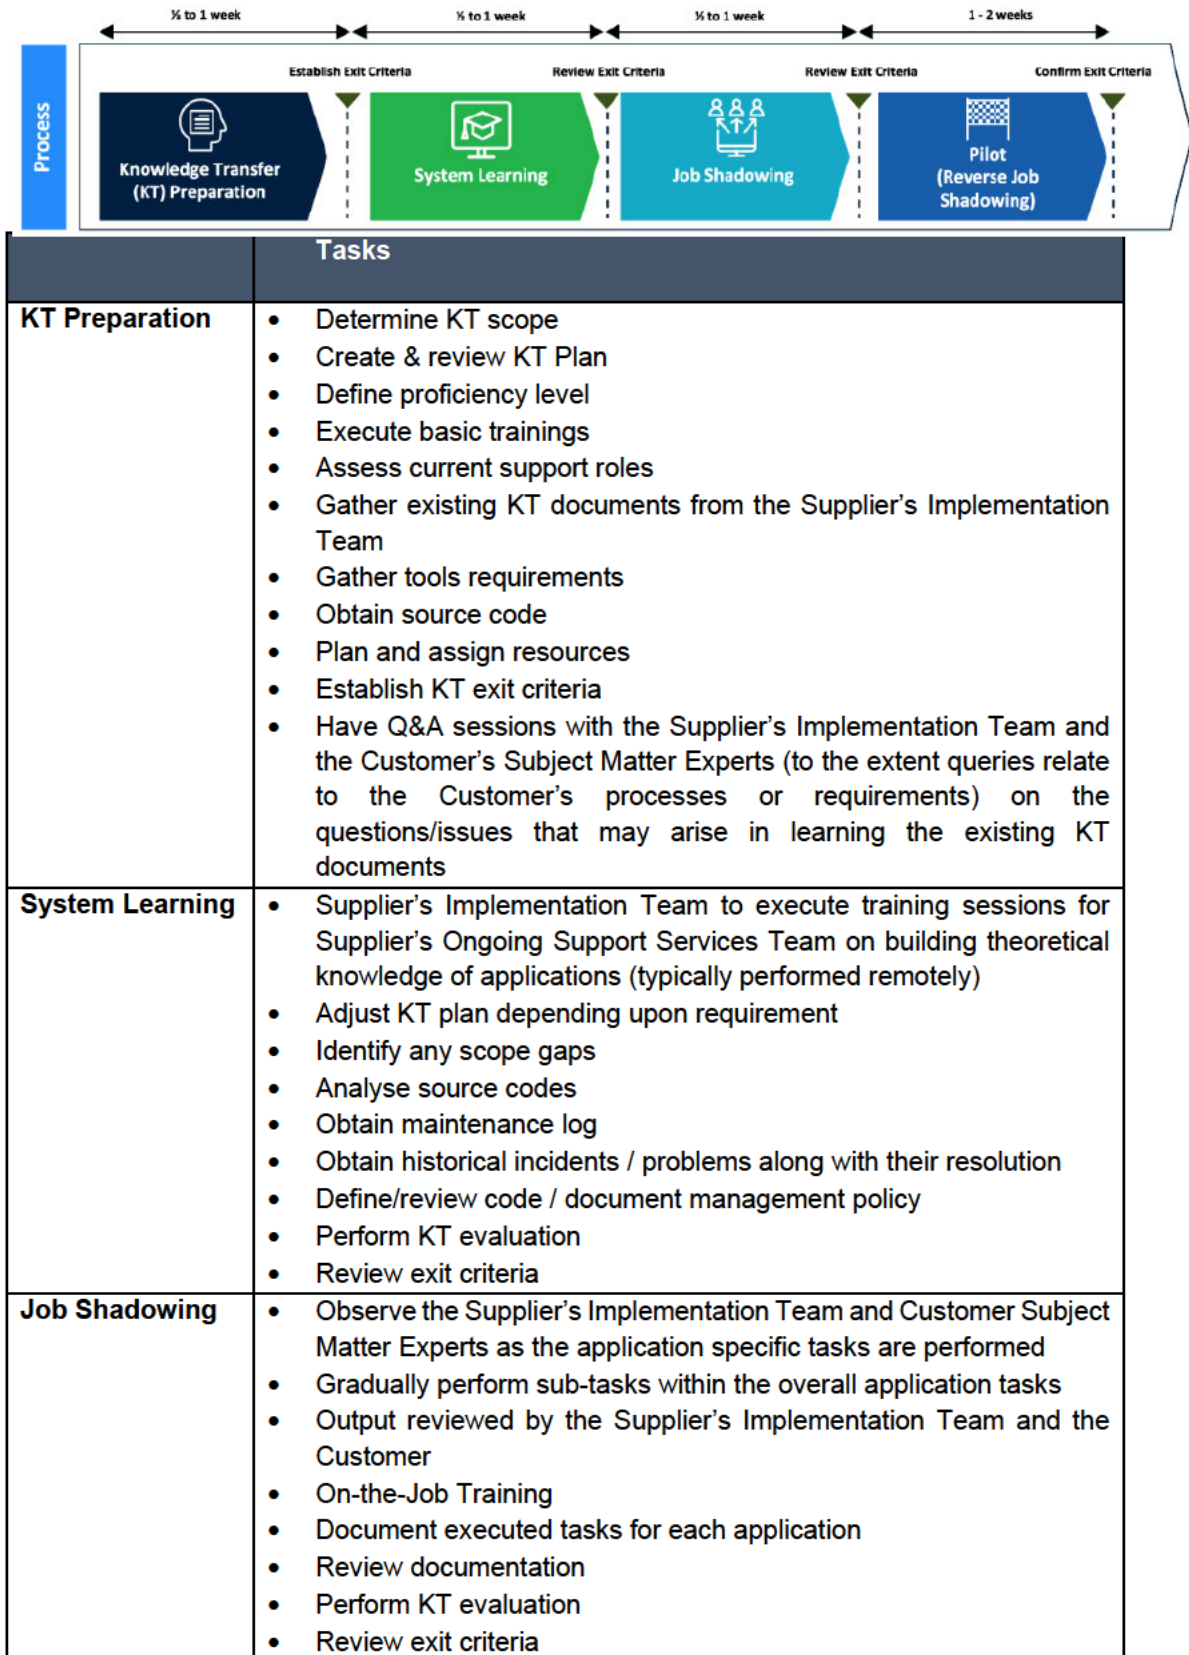 ½ to 1 week
½ to 1 week
½ to 1 week
1 - 2 weeks
Establish Exit Criteria
Review Exit Criteria
Review Exit Criteria
Confirm Exit Criteria
Process
Knowledge Transfer
(KT) Preparation
System Learning
Job Shadowing
Pilot
(Reverse Job
Shadowing)
Tasks
KT Preparation
• Determine KT scope
• Create & review KT Plan
• Define proficiency level
• Execute basic trainings
• Assess current support roles
• Gather existing KT documents from the Supplier's Implementation
Team
• Gather tools requirements
• Obtain source code
• Plan and assign resources
• Establish KT exit criteria
• Have Q&A sessions with the Supplier's Implementation Team and
the Customer's Subject Matter Experts (to the extent queries relate
to the Customer's processes or requirements) on the
questions/issues that may arise in learning the existing KT
documents
System Learning
• Supplier's Implementation Team to execute training sessions for
Supplier's Ongoing Support Services Team on building theoretical
knowledge of applications (typically performed remotely)
• Adjust KT plan depending upon requirement
• Identify any scope gaps
• Analyse source codes
• Obtain maintenance log
• Obtain historical incidents / problems along with their resolution
• Define/review code / document management policy
• Perform KT evaluation
• Review exit criteria
Job Shadowing
• Observe the Supplier's Implementation Team and Customer Subject
Matter Experts as the application specific tasks are performed
• Gradually perform sub-tasks within the overall application tasks
• Output reviewed by the Supplier's Implementation Team and the
Customer
• On-the-Job Training
• Document executed tasks for each application
• Review documentation
• Perform KT evaluation
• Review exit criteria